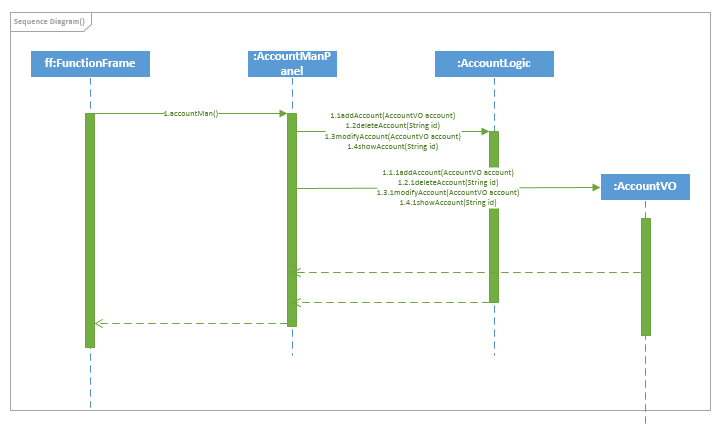 Sequence Diagram()
ff:FunctionFrame
:AccountManP
anel
:AccountLogic
1.accountMan()
1.1addAccount(AccountVO account)
1.2deleteAccount(String id)
1.3modifyAccount(AccountVO account)
1.4showAccount(String id)
1.1.1addAccount(AccountVO account)
1.2.1deleteAccount(String id)
1.3.1modifyAccount(AccountVO account)
1.4.1showAccount(String id)
:AccountVO